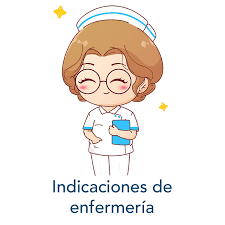 Indicaciones de
enfermería